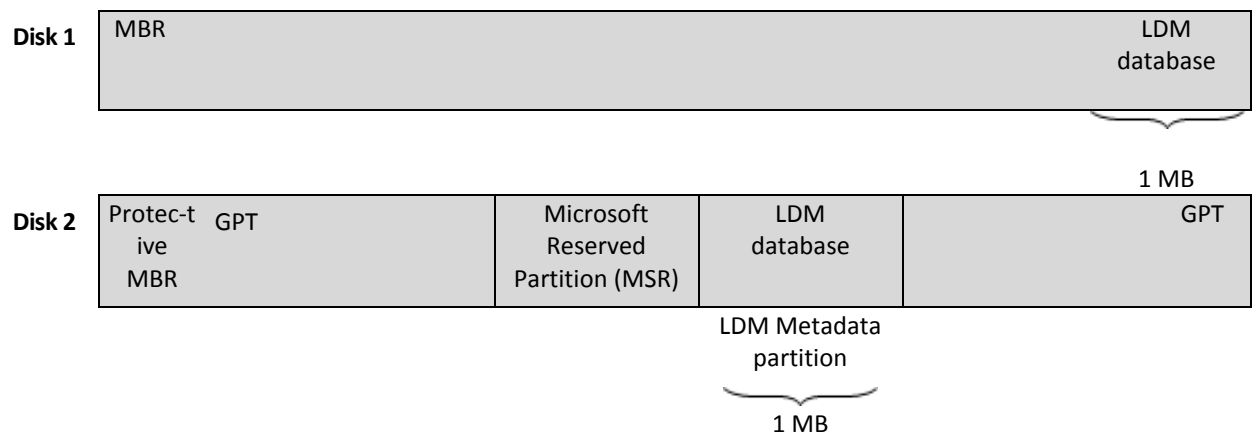 Disk 1
MBR
LDM
database
1 MB
Disk 2
Protec-t
ive
MBR
GPT
Microsoft
Reserved
Partition (MSR)
LDM
database
GPT
LDM Metadata
partition
1 MB